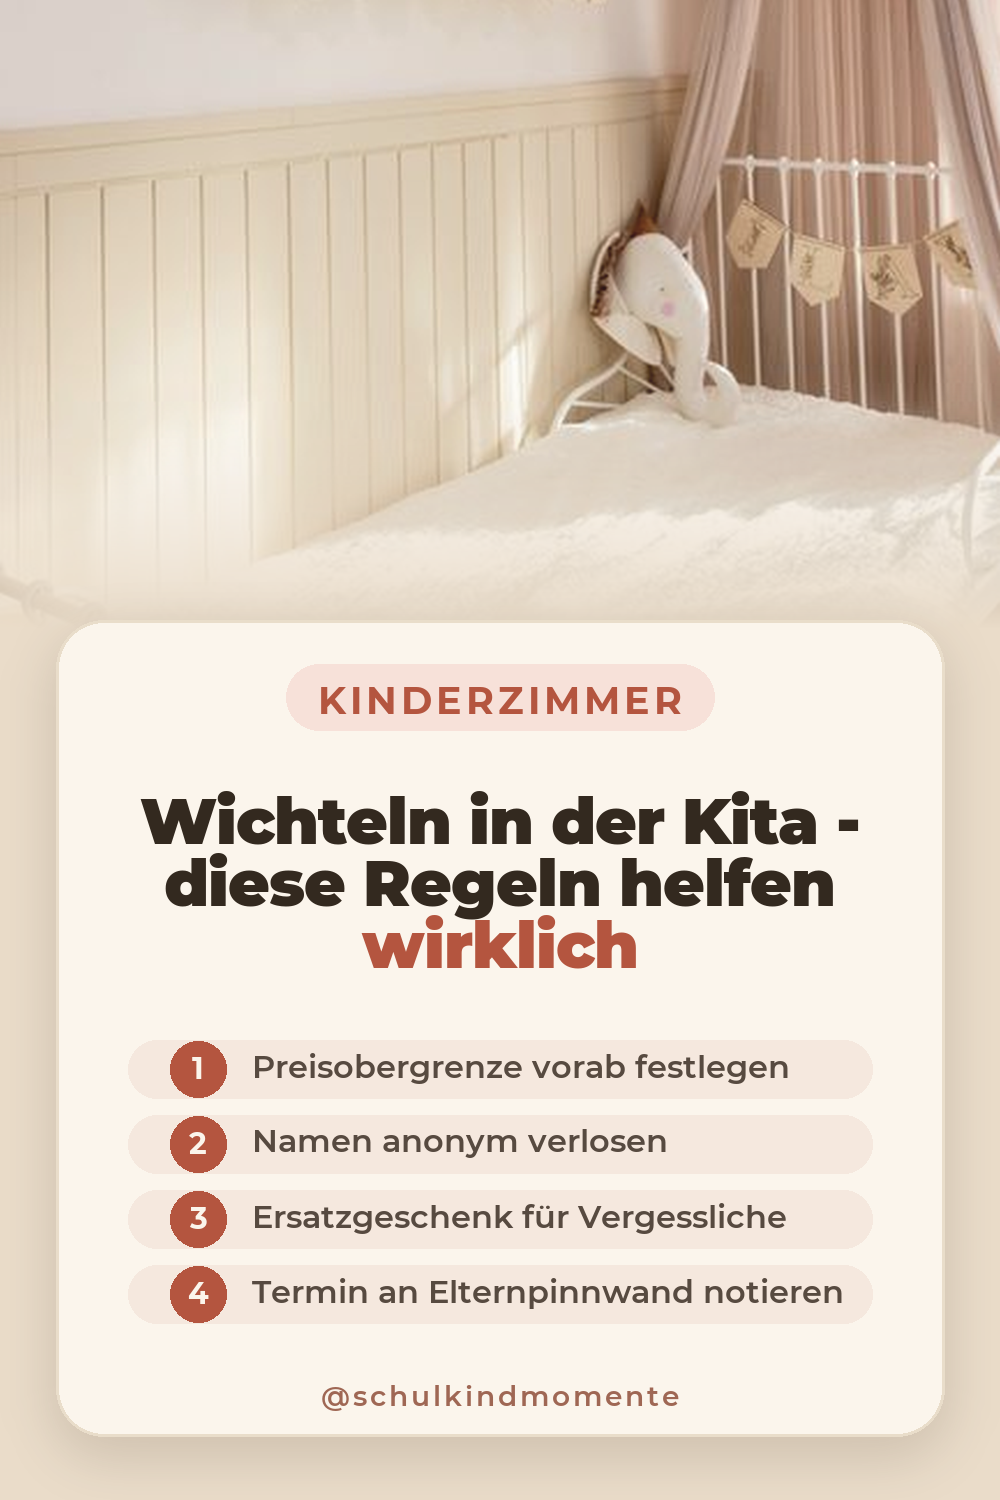 KINDERZIMMER
Wichteln in der Kita -
diese Regeln helfen
wirklich
1 Preisobergrenze vorab festlegen
2 Namen anonym verlosen
3 Ersatzgeschenk für Vergessliche
4 Termin an Elternpinnwand notieren
@schulkindmomente